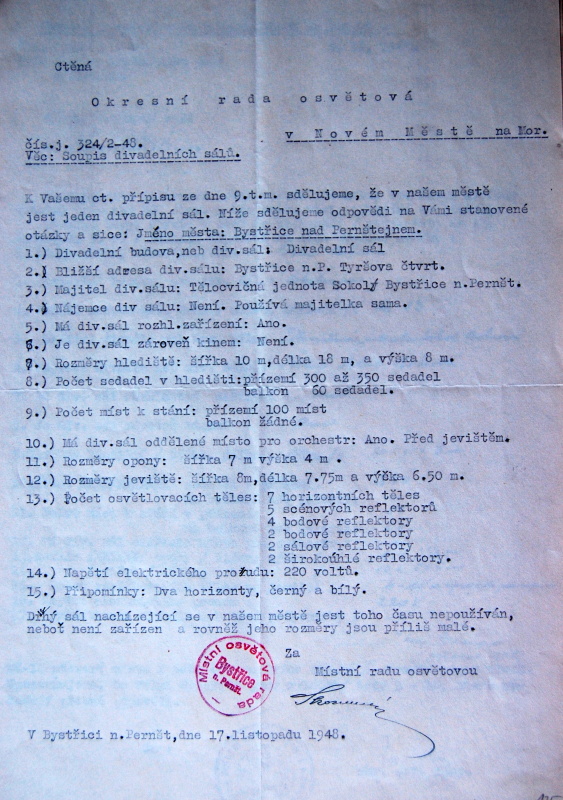 Ctěná
Okresní rada osvětová
v Novém Městě na Mor.
čís.j. 324/2-48.
Věc: Soupis divadelních sálů.
K Vašemu ct. přípisu ze dne 9.t.m. sdělujeme, že v našem městě
jest jeden divadelní sál. Níže sdělujeme odpovědi na Vámi stanovené
otázky a sice: Jméno města: Bystřice nad Pernštejnem.
1.) Divadelní budova,neb div.sál: Divadelní sál
2.) Bližší adresa div.sálu: Bystřice n.P. Tyršova čtvrt.
3.) Majitel div.sálu: Tělocvičná jednota Sokol/ Bystřice n.Pernšt.
4.) Nájemce div sálu: Není. Používá majitelka sama.
5.) Má div.sál rozhl.zařízení: Ano.
6.) Je div.sál zároveň kinem: Není.
7.) Rozměry hlediště: šířka 10 m,délka 18 m, a výška 8 m.
8.) Počet sedadel v hledišti:přízemí 300 až 350 sedadel
balkon 60 sedadel.
9.) Počet míst k stání: přízemí 100 míst
balkon žádné.
10.) Má div.sál oddělené místo pro orchestr: Ano. Před jevištěm.
11.) Rozměry opony: šířka 7 m výška 4 m .
12.) Rozměry jeviště: šířka 8m,délka 7.75m a výška 6.50 m.
13.) Počet osvětlovacích těles: 7 horizontních těles
5 scénových reflektorů
4 bodové reflektory
2 bodové reflektory
2 sálové reflektory
2 širokoúhlé reflektory.
14.) Napětí elektrického proudu: 220 voltů.
15.) Připomínky: Dva horizonty, černý a bílý.
Druhý sál nacházející se v našem městě jest toho času nepoužíván,
neboť není zařízen a rovněž jeho rozměry jsou příliš malé.
Za
Místní radu osvětovou
Místní osvětová rada
Bystřice
n. Pernšt.
V Bystřici n.Pernšt,dne 17.listopadu 1948.